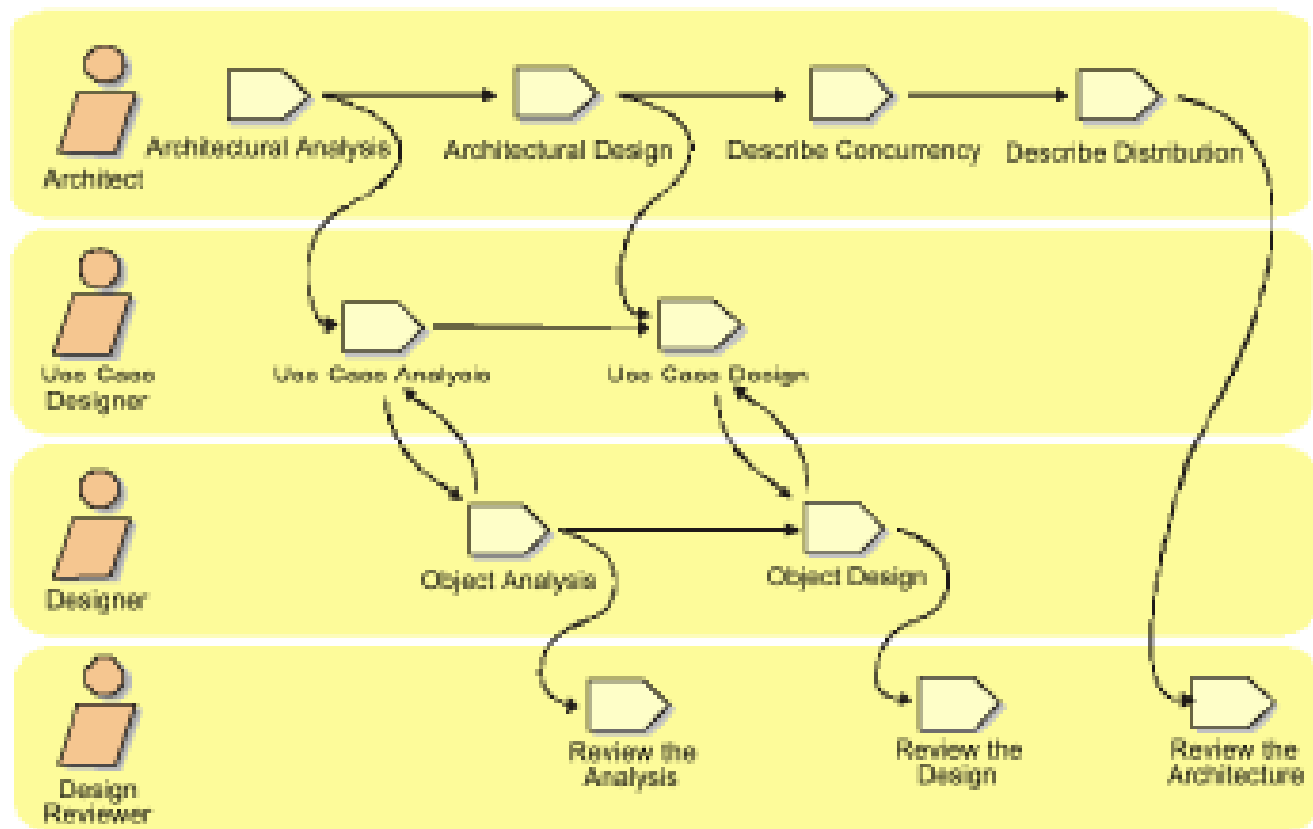 Architectural Analysis
Architectural Design
Describe Concurrency
Describe Distribution
Architect
Use Case
Designer
Use Case Analysis
Use Case Design
Designer
Object Analysis
Object Design
Design
Reviewer
Review the
Analysis
Review the
Design
Review the
Architecture